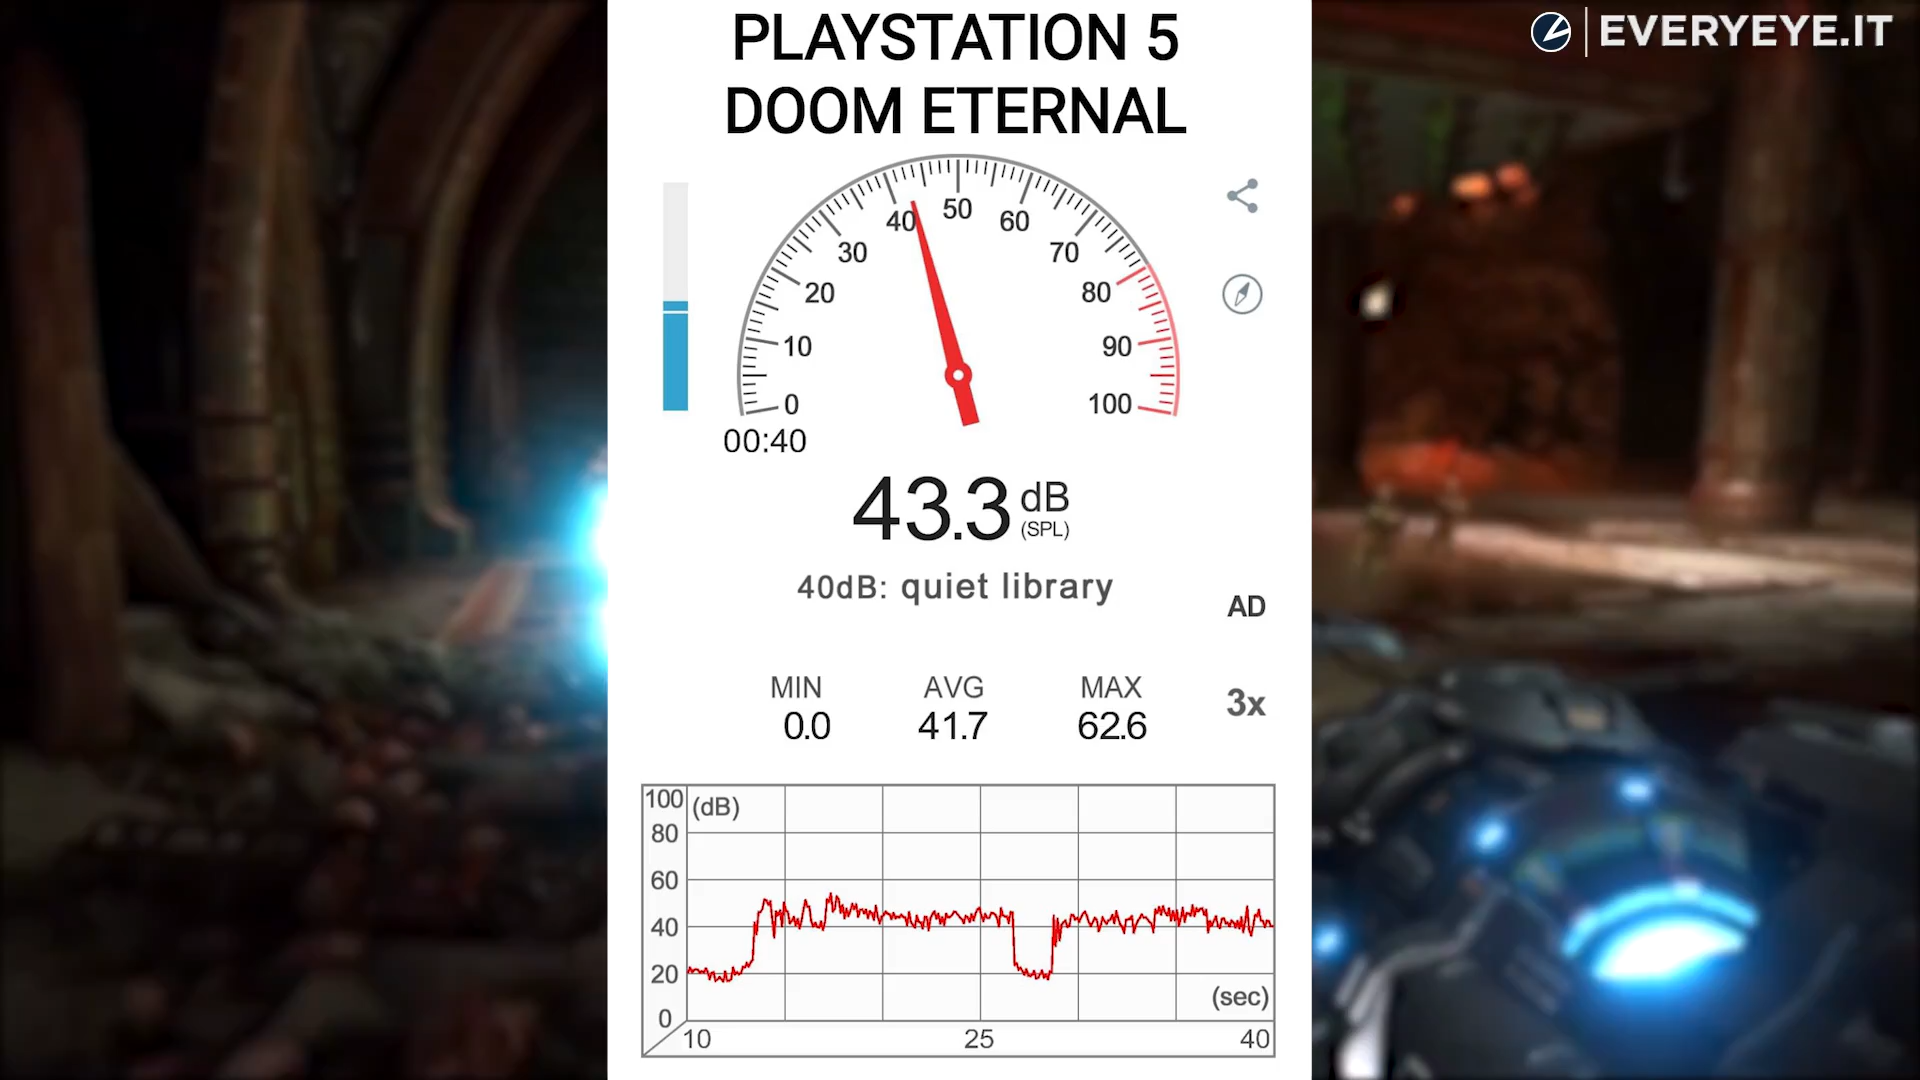 PLAYSTATION 5
DOOM ETERNAL
EVERYEYE.IT
0 10 20 30 40 50 60 70 80 90 100
00:40
43.3 dB
(SPL)
40dB: quiet library
AD
MIN AVG MAX
0.0 41.7 62.6
3x
100 (dB)
80
60
40
20
(sec)
0
10 25 40